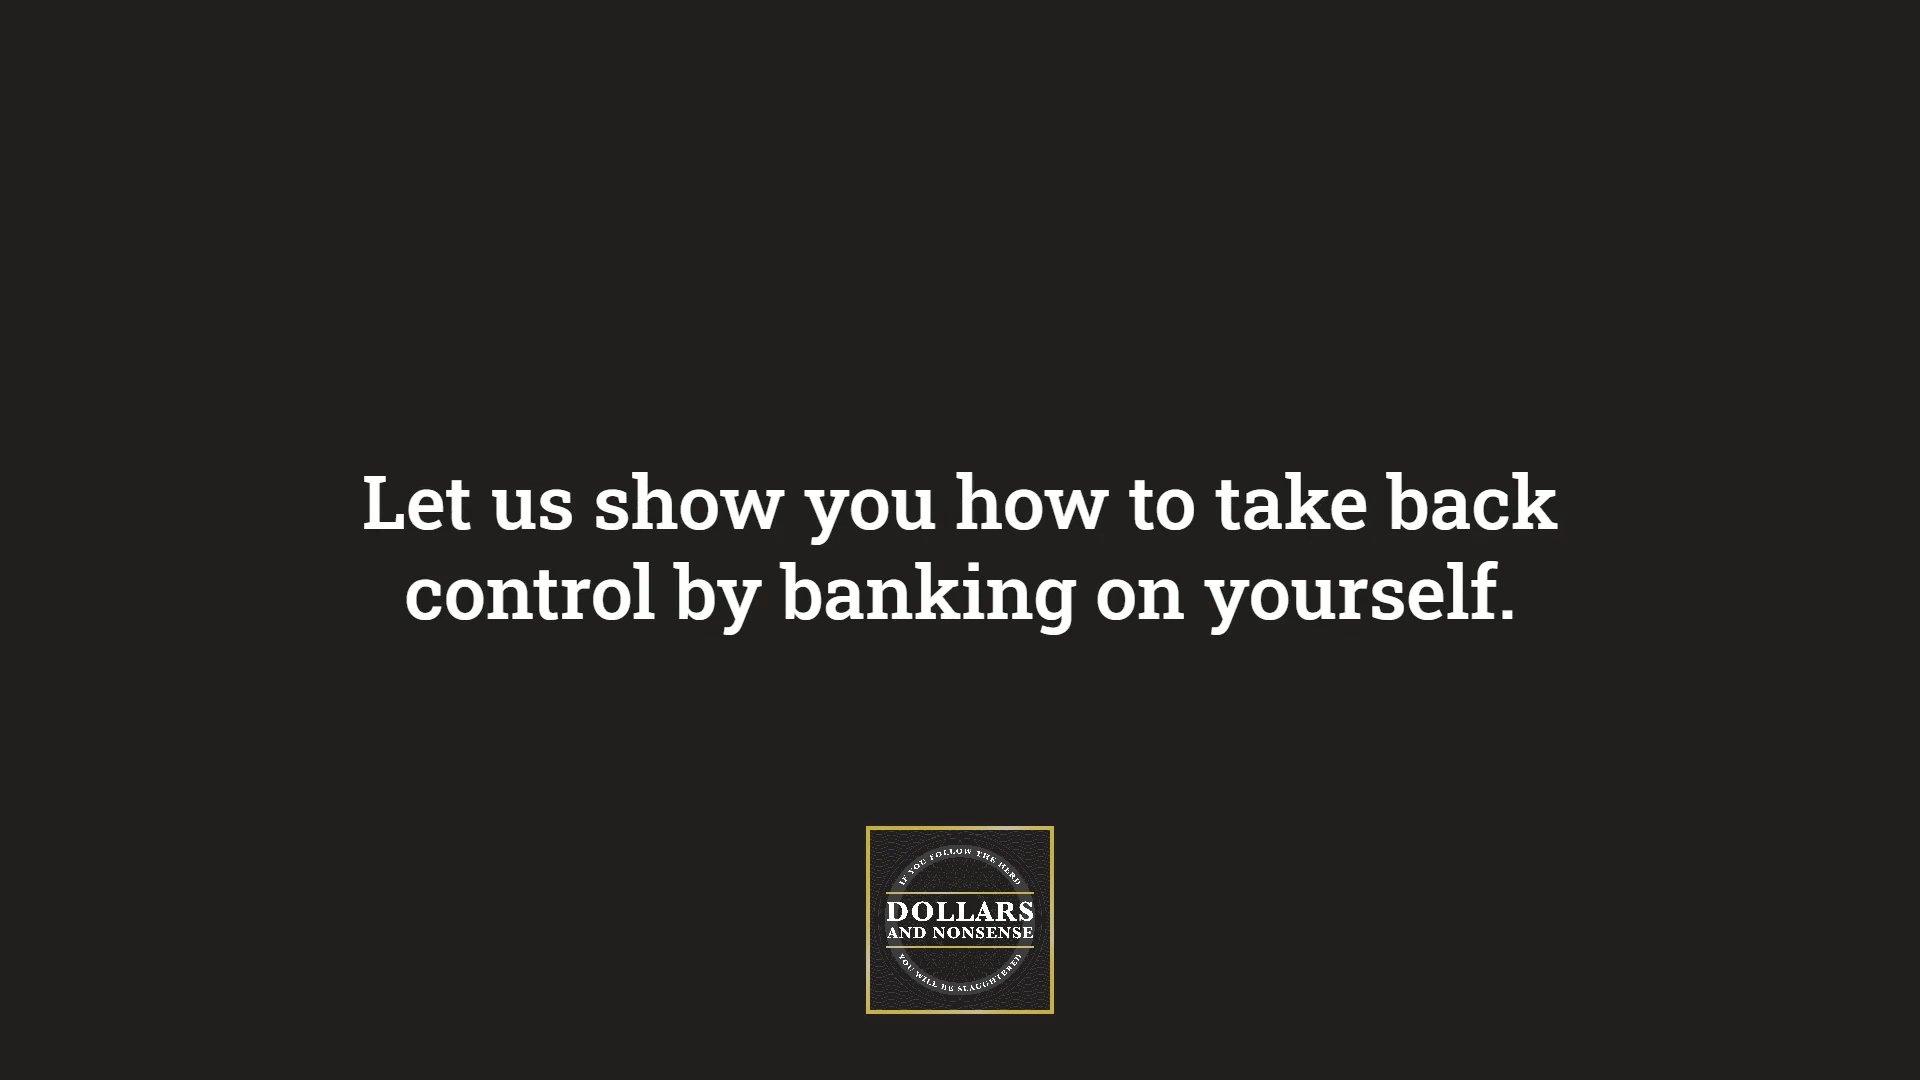 Let us show you how to take back
control by banking on yourself.
IF YOU FOLLOW THE HERD
DOLLARS
AND NONSENSE
YOU WILL BE SLAUGHTERED